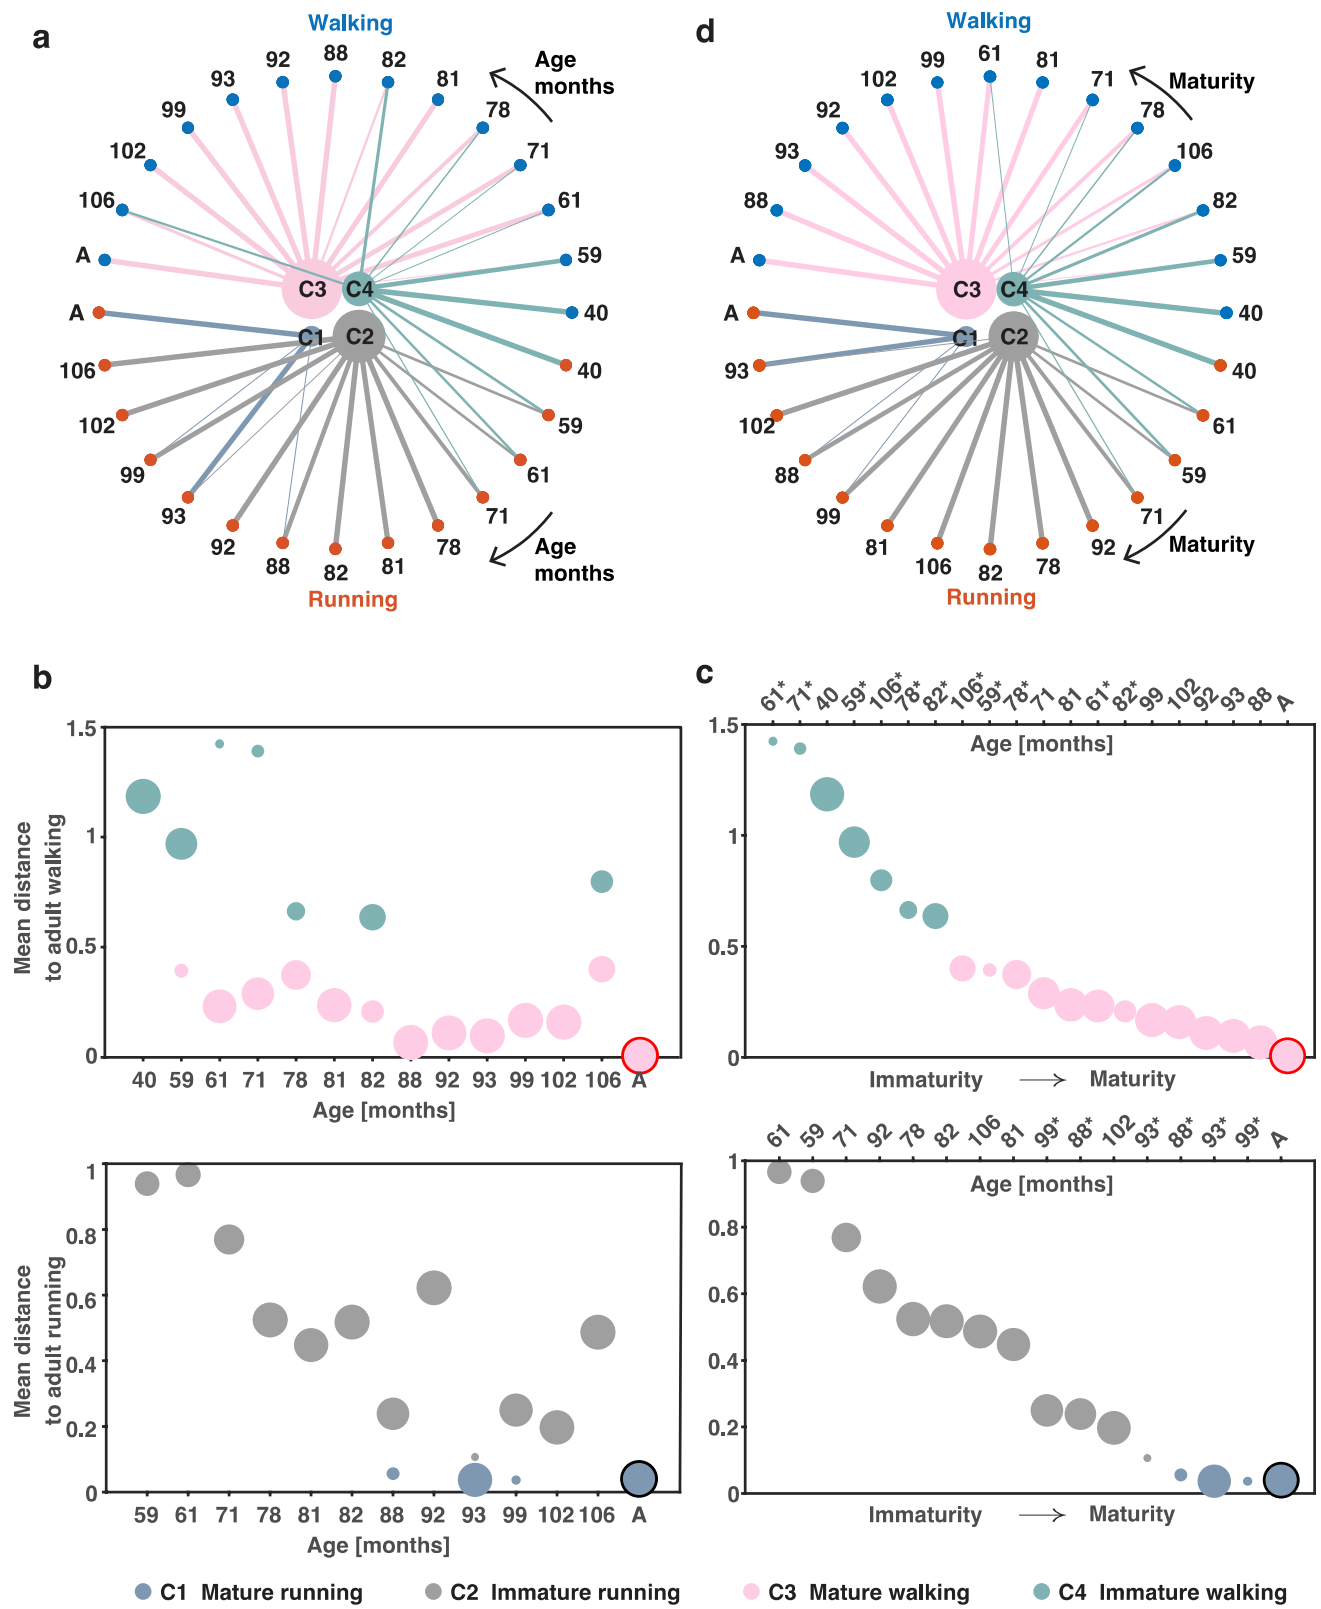 a
Walking
Age
months
106
102
99
93
92
88
82
81
78
71
61
59
40
A
C3
C4
C1
C2
A
106
102
99
93
92
88
82
81
78
71
61
59
40
Age
months
Running
d
Walking
Maturity
A
88
93
92
102
99
61
81
71
78
106
82
59
40
C3
C4
C1
C2
A
93
102
88
99
81
106
82
78
92
71
59
61
40
Maturity
Running
b
Mean distance
to adult walking
1.5
1
0.5
0
40 59 61 71 78 81 82 88 92 93 99 102 106 A
Age [months]
Mean distance
to adult running
1
0.8
0.6
0.4
0.2
0
59 61 71 78 81 82 88 92 93 99 102 106 A
Age [months]
c
61* 71* 40 59* 106* 78* 82* 106* 59* 78* 71 81 61* 82* 99 102 92 93 88 A
Age [months]
1.5
1
0.5
0
Immaturity → Maturity
61 59 71 92 78 82 106 81 99* 88* 102 93* 88* 93* 99* A
Age [months]
1
0.8
0.6
0.4
0.2
0
Immaturity → Maturity
C1 Mature running
C2 Immature running
C3 Mature walking
C4 Immature walking